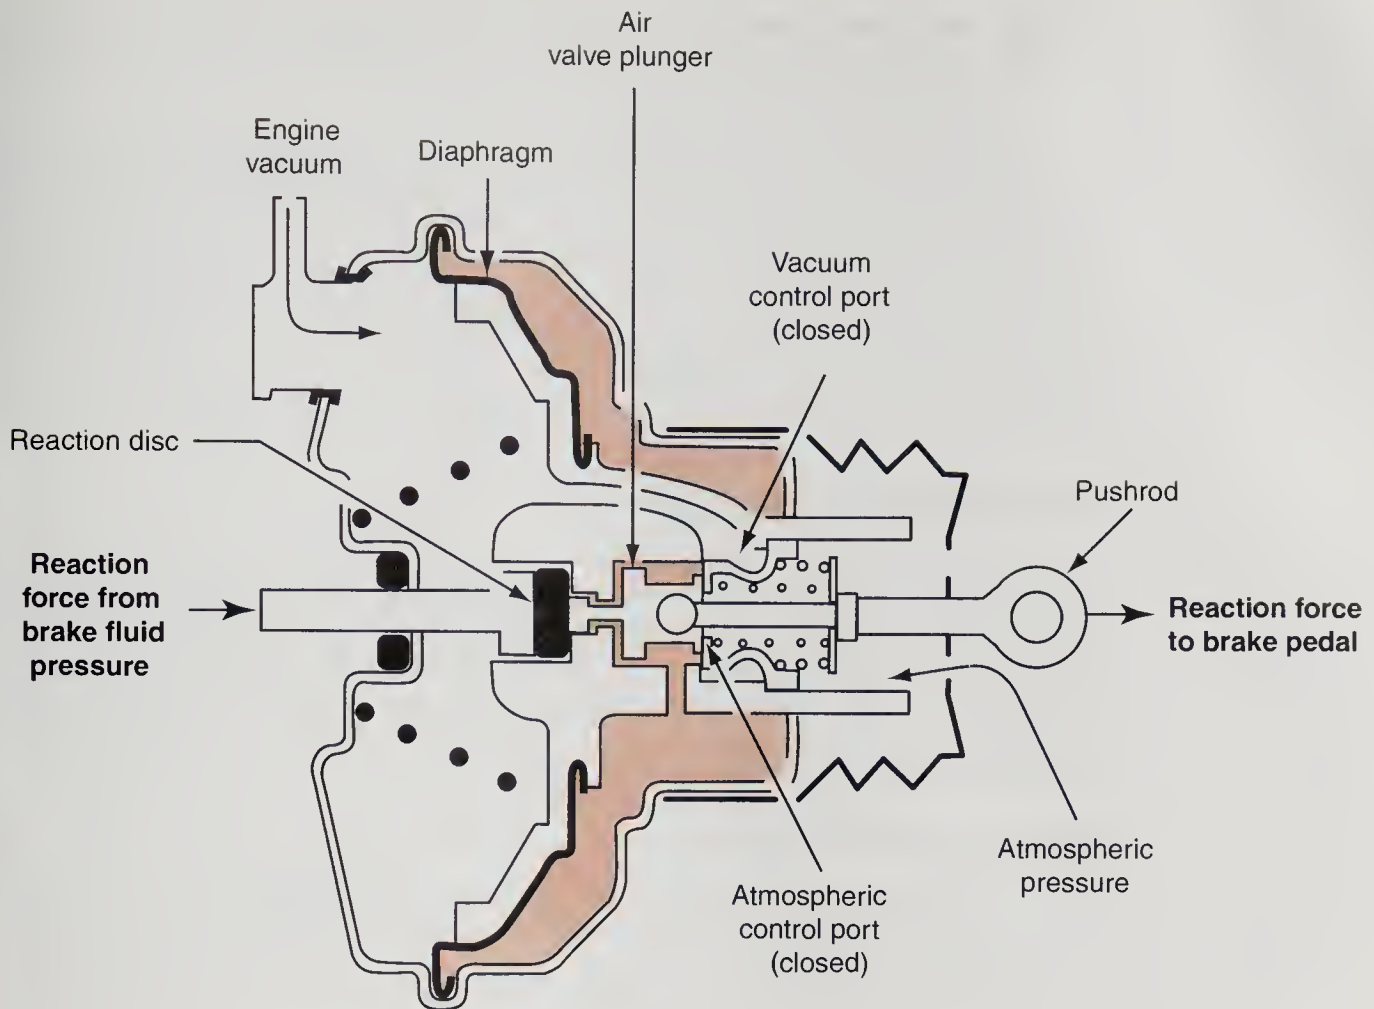 Air
valve plunger
Engine
vacuum
Diaphragm
Vacuum
control port
(closed)
Reaction disc
Pushrod
Reaction
force from
brake fluid
pressure
Reaction force
to brake pedal
Atmospheric
pressure
Atmospheric
control port
(closed)